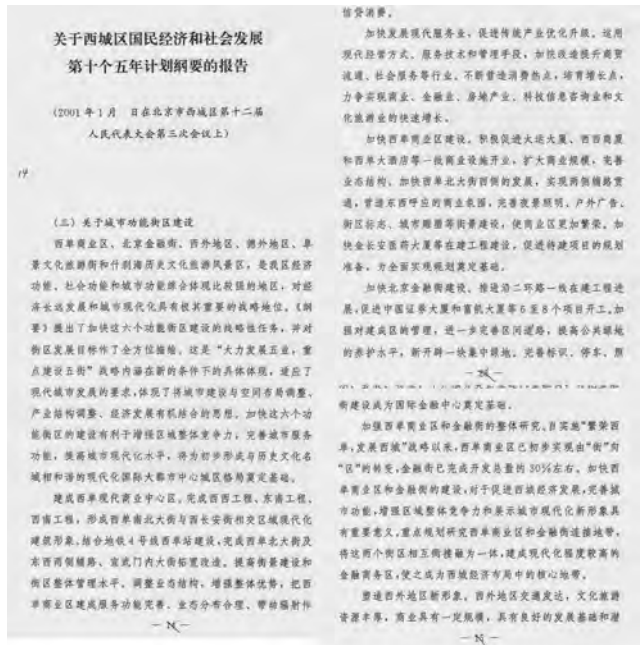 关于西城区国民经济和社会发展
第十个五年计划纲要的报告
(2001年1月 日在北京市西城区第十二届
人民代表大会第三次会议上)
(三)关于城市功能街区建设
西单商业区、北京金融街、西外地区、德外地区、阜
景文化旅游街和什刹海历史文化旅游风景区，是我区经济
功能、社会功能和城市功能综合体现比较强的地区，对经
济长远发展和城市现代化具有极其重要的战略地位。《纲
要》提出了加快这六个功能街区建设的战略性任务，并对
街区发展目标作了全方位描绘。这是“大力发展五业，重
点建设五街”战略内涵在新的条件下的具体体现，适应了
现代城市发展的要求，体现了将城市建设与空间布局调整、
产业结构调整、经济发展有机结合的思想。加快这六个功
能街区的建设有利于增强区域整体竞争力，完善城市服务
功能，提高城市现代化水平，将为初步形成与历史文化名
城相和谐的现代化国际大都市中心城区格局奠定基础。
建成西单现代商业中心区。完成西西工程、东南工程、
西南工程，形成西单南北大街与西长安街相交区域现代化
建筑形象，结合地铁4号线西单站建设，完成西单北大街及
东西两侧辅路、宣武门内大街拓宽改造。提高街景建设和
街区整体管理水平。调整业态结构，增强整体优势，把西
单商业区建成服务功能完善、业态分布合理、带动辐射作
信贷消费。
加快发展现代服务业，促进传统产业优化升级。运用
现代经营方式、服务技术和管理手段，加快改造提升商贸
流通、社会服务等行业。不断营造消费热点，培育增长点，
力争实现商业、金融业、房地产业、科技信息咨询业和文
化旅游业的快速增长。
加快西单商业区建设。积极促进大运大厦、西西商厦
和西单大酒店等一批商业设施开业，扩大商业规模，完善
业态结构。加快西单北大街西侧的发展，实现两侧辅路贯
通，营造东西呼应的商业氛围，完善夜景照明、户外广告、
街区标志、城市雕塑等街景建设，使商业区更加繁荣。加
快金长安医药大厦等在建工程建设，促进待建项目的规划
准备，为全面实现规划奠定基础。
加快北京金融街建设。推进沿二环路一线在建工程进
展，促进中国证券大厦和富凯大厦等6至8个项目开工。加
强对建成区的管理，进一步完善区间道路，提高公共绿地
的养护水平，新开辟一块集中绿地。完善标识、停车、照
街建设成为国际金融中心奠定基础。
加强西单商业区和金融街的整体研究。自实施“繁荣西
单，发展西城”战略以来，西单商业区已初步实现由“街”向
“区”的转变，金融街已完成开发总量的30%左右。加快西
单商业区和金融街的建设，对于促进西城经济发展，完善城
市功能，增强区域整体竞争力和展示城市现代化新形象具
有重要意义。重点规划研究西单商业区和金融街连接地带，
将这两个街区相互衔接融为一体，建成现代化程度较高的
金融商务区，使之成为西城经济布局中的核心地带。
塑造西外地区新形象。西外地区交通发达，文化旅游
资源丰厚，商业具有一定规模，具有良好的发展基础和潜